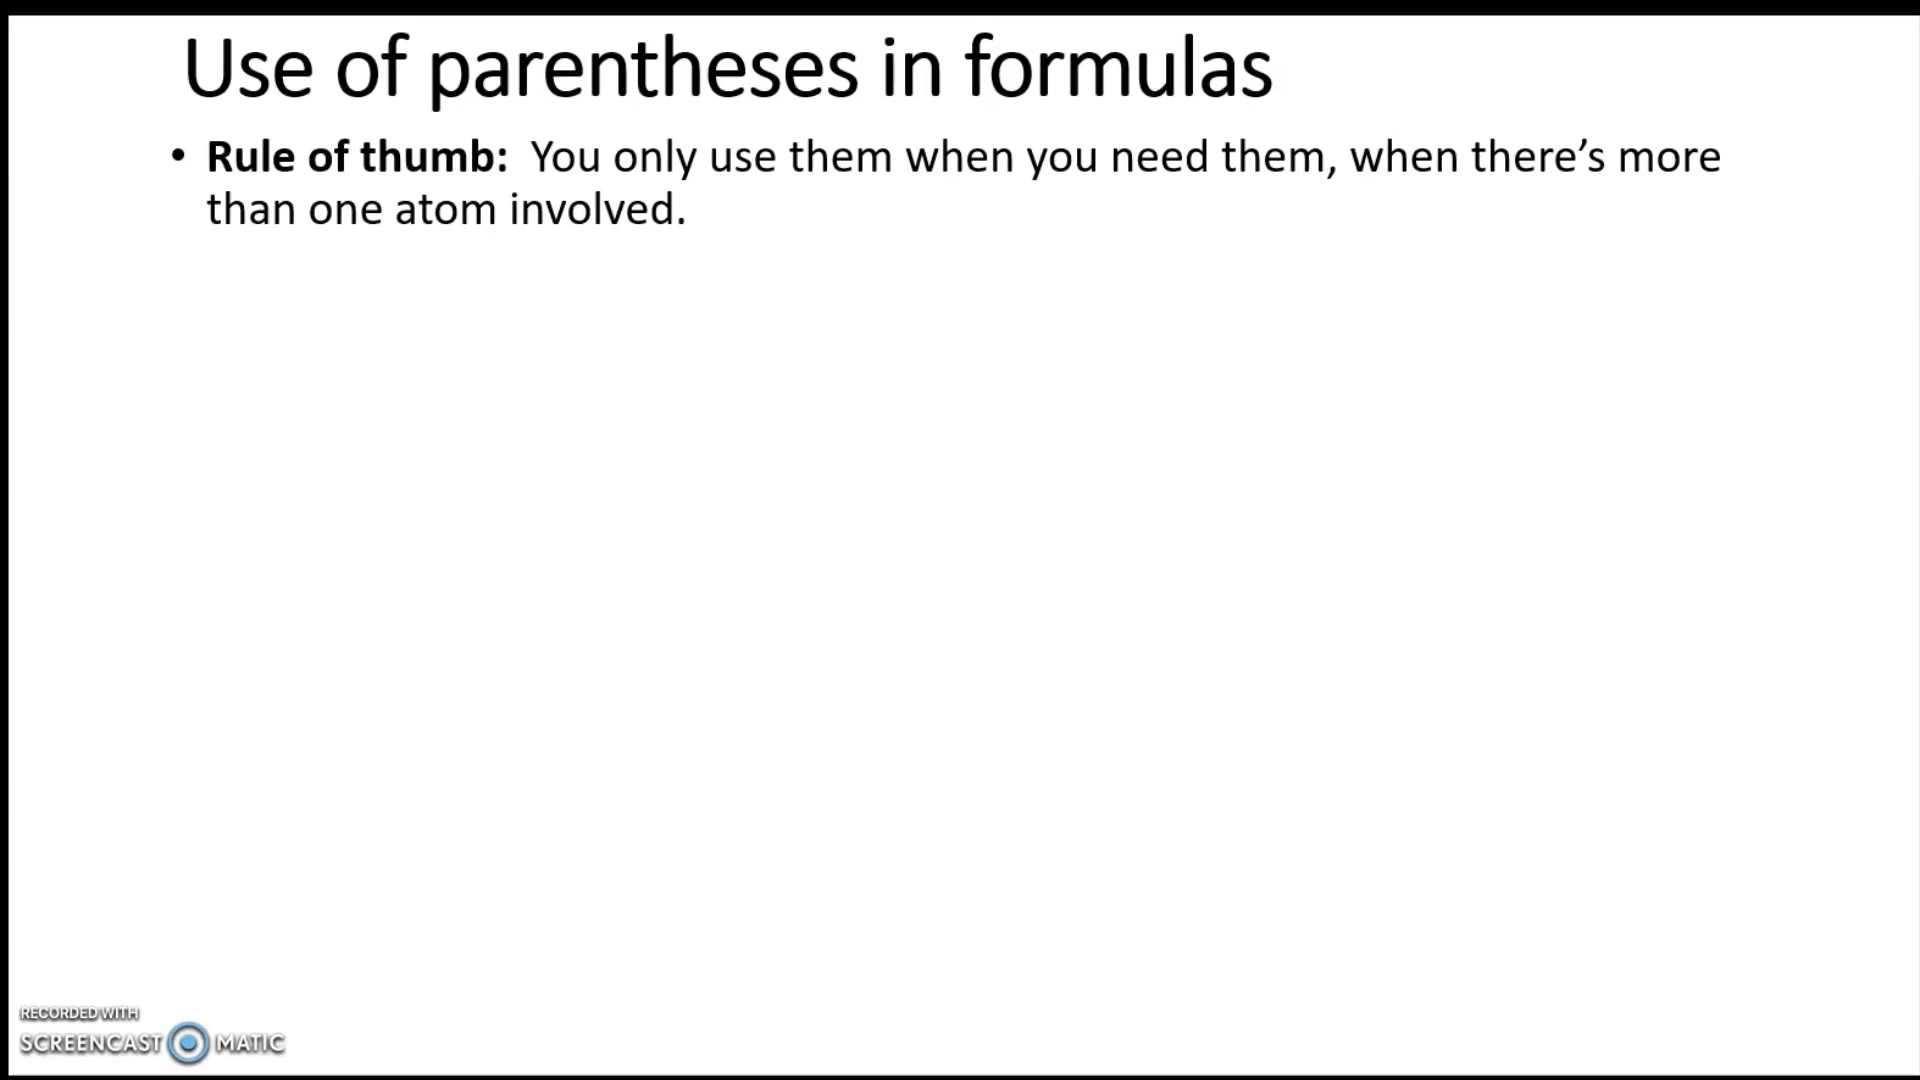 Use of parentheses in formulas
• Rule of thumb:  You only use them when you need them, when there’s more
than one atom involved.
RECORDED WITH
SCREENCAST MATIC